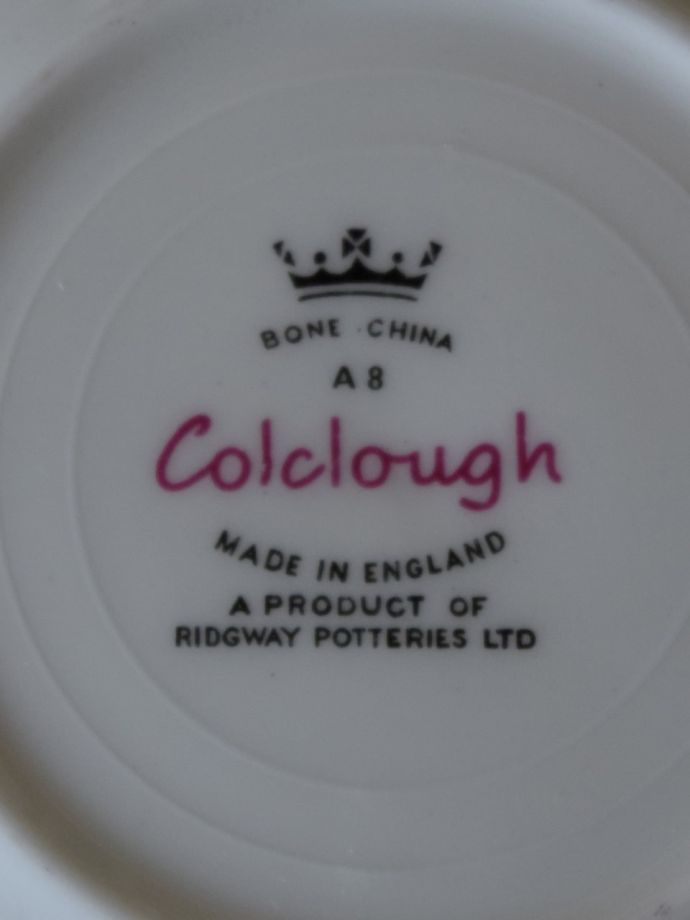 BONE CHINA
A 8
Colclough
MADE IN ENGLAND
A PRODUCT OF
RIDGWAY POTTERIES LTD